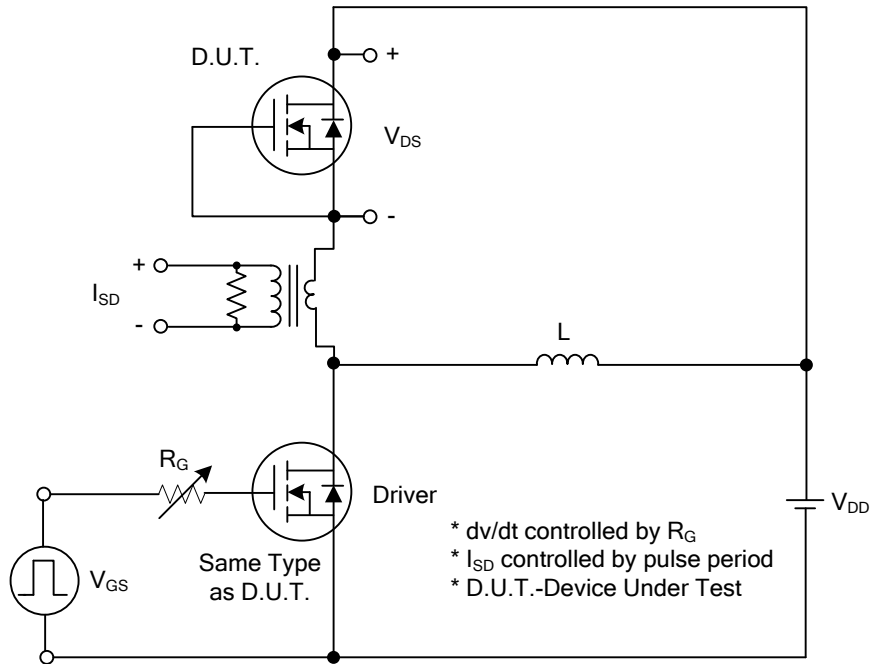 D.U.T.
+
V_DS
-
+
I_SD
-
L
R_G
Driver
V_DD
* dv/dt controlled by R_G
* I_SD controlled by pulse period
* D.U.T.-Device Under Test
Same Type
as D.U.T.
V_GS